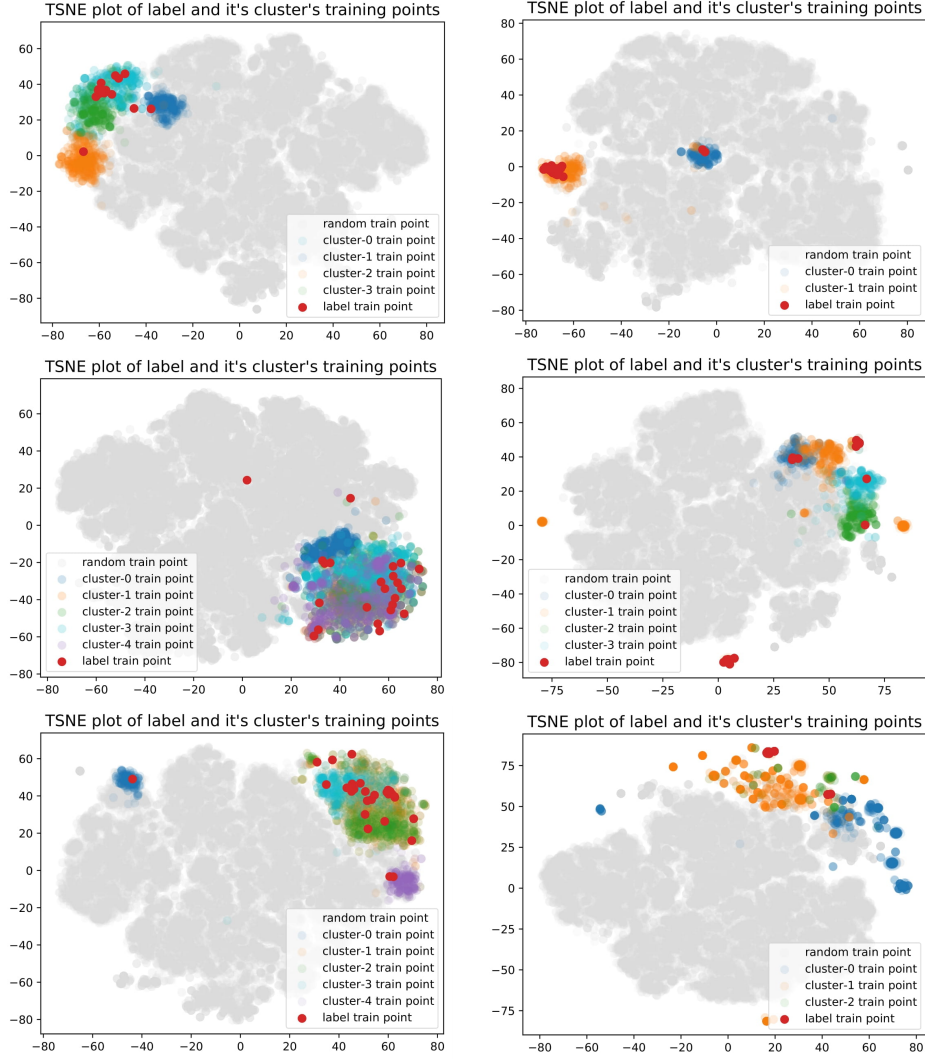 TSNE plot of label and it's cluster's training points
60
40
20
0
−20
−40
−60
−80
−80 −60 −40 −20 0 20 40 60 80
random train point
cluster-0 train point
cluster-1 train point
cluster-2 train point
cluster-3 train point
label train point
TSNE plot of label and it's cluster's training points
80
60
40
20
0
−20
−40
−60
−80
−80 −60 −40 −20 0 20 40 60 80
random train point
cluster-0 train point
cluster-1 train point
label train point
TSNE plot of label and it's cluster's training points
60
40
20
0
−20
−40
−60
−80
−80 −60 −40 −20 0 20 40 60 80
random train point
cluster-0 train point
cluster-1 train point
cluster-2 train point
cluster-3 train point
cluster-4 train point
label train point
TSNE plot of label and it's cluster's training points
80
60
40
20
0
−20
−40
−60
−80
−75 −50 −25 0 25 50 75
random train point
cluster-0 train point
cluster-1 train point
cluster-2 train point
cluster-3 train point
label train point
TSNE plot of label and it's cluster's training points
60
40
20
0
−20
−40
−60
−80
−80 −60 −40 −20 0 20 40 60 80
random train point
cluster-0 train point
cluster-1 train point
cluster-2 train point
cluster-3 train point
cluster-4 train point
label train point
TSNE plot of label and it's cluster's training points
75
50
25
0
−25
−50
−75
−80 −60 −40 −20 0 20 40 60 80
random train point
cluster-0 train point
cluster-1 train point
cluster-2 train point
label train point